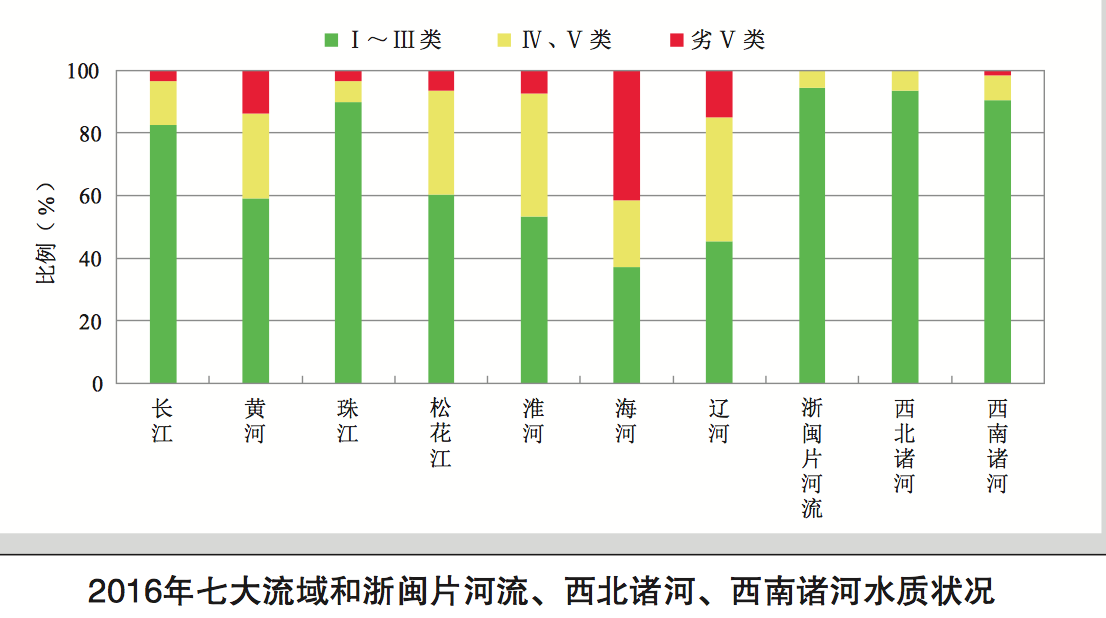 Ⅰ～Ⅲ类 Ⅳ、Ⅴ类 劣Ⅴ类
100
80
60
40
20
0
比例（%）
长江
黄河
珠江
松花江
淮河
海河
辽河
浙闽片河流
西北诸河
西南诸河
2016年七大流域和浙闽片河流、西北诸河、西南诸河水质状况